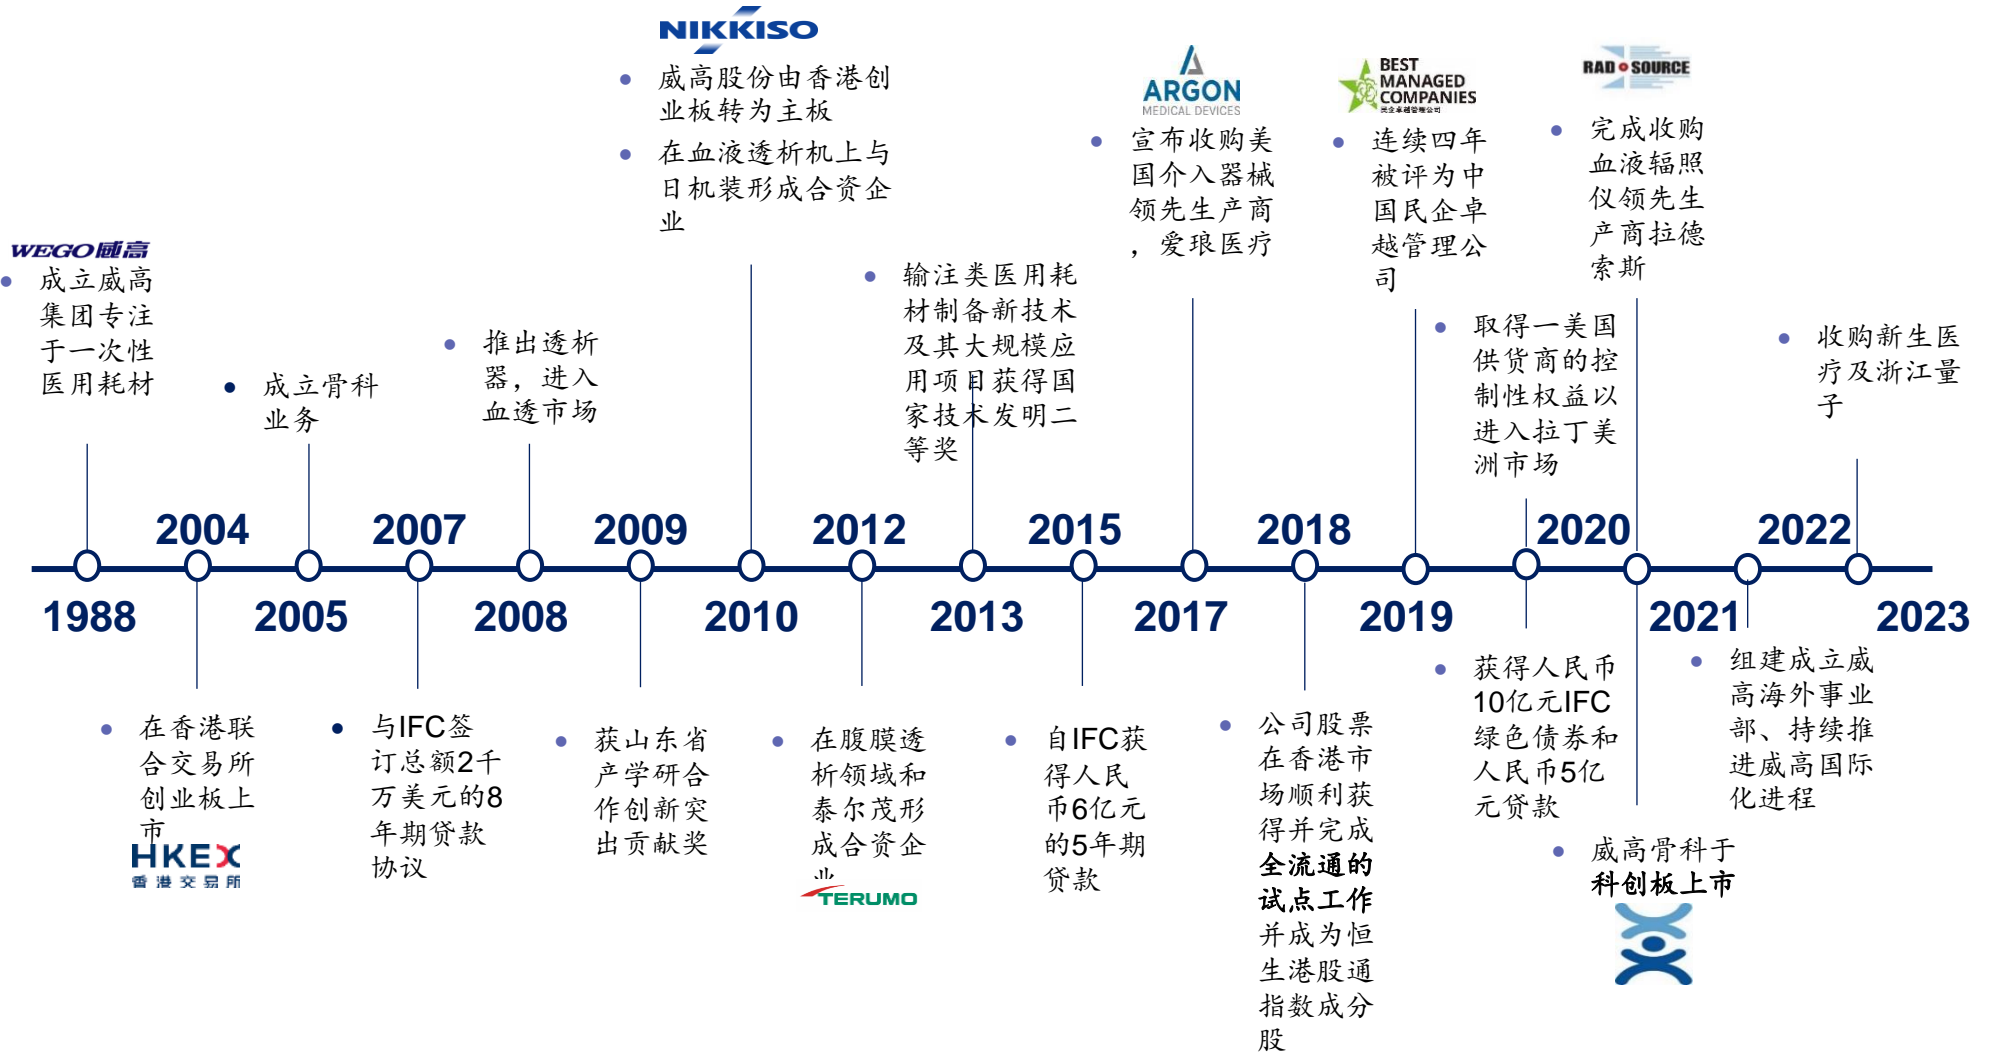 WEGO威高
成立威高
集团专注
于一次性
医用耗材
成立骨科
业务
推出透析
器，进入
血透市场
NIKKISO
威高股份由香港创
业板转为主板
在血液透析机上与
日机装形成合资企
业
输注类医用耗
材制备新技术
及其大规模应
用项目获得国
家技术发明二
等奖
ARGON
MEDICAL DEVICES
宣布收购美
国介入器械
领先生产商
，爱琅医疗
BEST
MANAGED
COMPANIES
民企卓越管理公司
连续四年
被评为中
国民企卓
越管理公
司
取得一美国
供货商的控
制性权益以
进入拉丁美
洲市场
RAD SOURCE
完成收购
血液辐照
仪领先生
产商拉德
索斯
收购新生医
疗及浙江量
子
2004
2007
2009
2012
2015
2018
2020
2022
1988
2005
2008
2010
2013
2017
2019
2021
2023
在香港联
合交易所
创业板上
市
HKEX
香港交易所
与IFC签
订总额2千
万美元的8
年期贷款
协议
获山东省
产学研合
作创新突
出贡献奖
在腹膜透
析领域和
泰尔茂形
成合资企
业
TERUMO
自IFC获
得人民
币6亿元
的5年期
贷款
公司股票
在香港市
场顺利获
得并完成
全流通的
试点工作
并成为恒
生港股通
指数成分
股
获得人民币
10亿元IFC
绿色债券和
人民币5亿
元贷款
威高骨科于
科创板上市
组建成立威
高海外事业
部、持续推
进威高国际
化进程